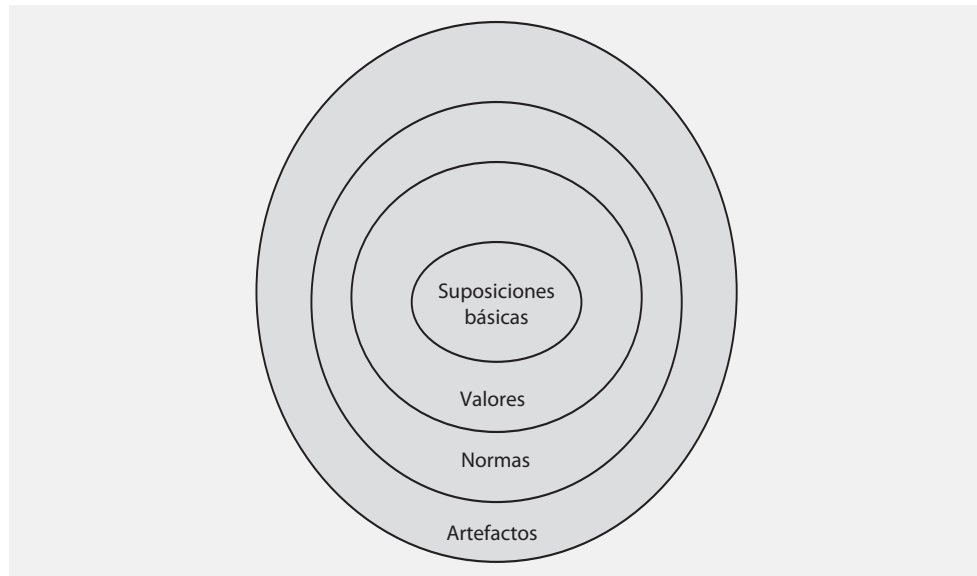 Suposiciones
básicas
Valores
Normas
Artefactos